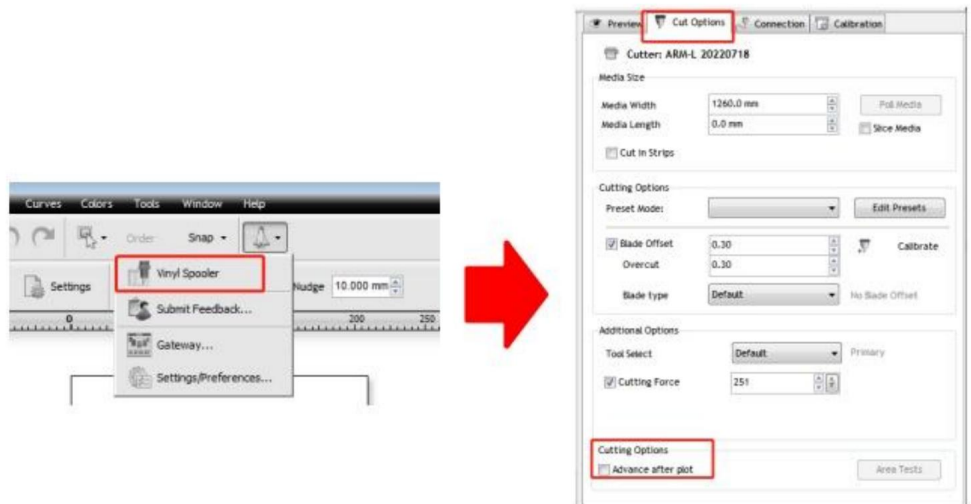 Curves Colors Tools Window Help
Order Snap
Vinyl Spooler
Settings
Nudge 10.000 mm
Submit Feedback...
0 200 250
Gateway...
Settings/Preferences...
Preview Cut Options Connection Calibration
Cutter: ARM-L 20220718
Media Size
Media Width 1260.0 mm Poll Media
Media Length 0.0 mm Slice Media
Cut in Strips
Cutting Options
Preset Mode: Edit Presets
Blade Offset 0.30 Calibrate
Overcut 0.30
Blade type Default No Blade Offset
Additional Options
Tool Select Default Primary
Cutting Force 251
Cutting Options
Advance after plot Area Tests